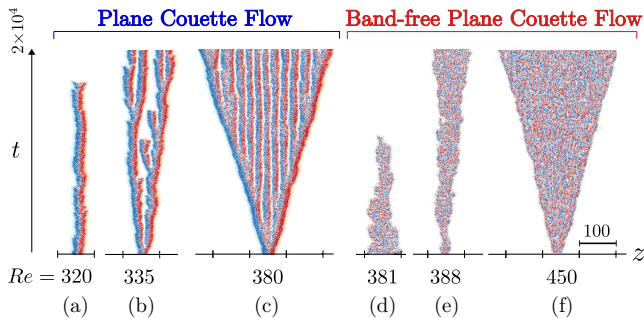 Plane Couette Flow Band-free Plane Couette Flow
2×10⁴
t
100
z
Re = 320 335 380 381 388 450
(a) (b) (c) (d) (e) (f)